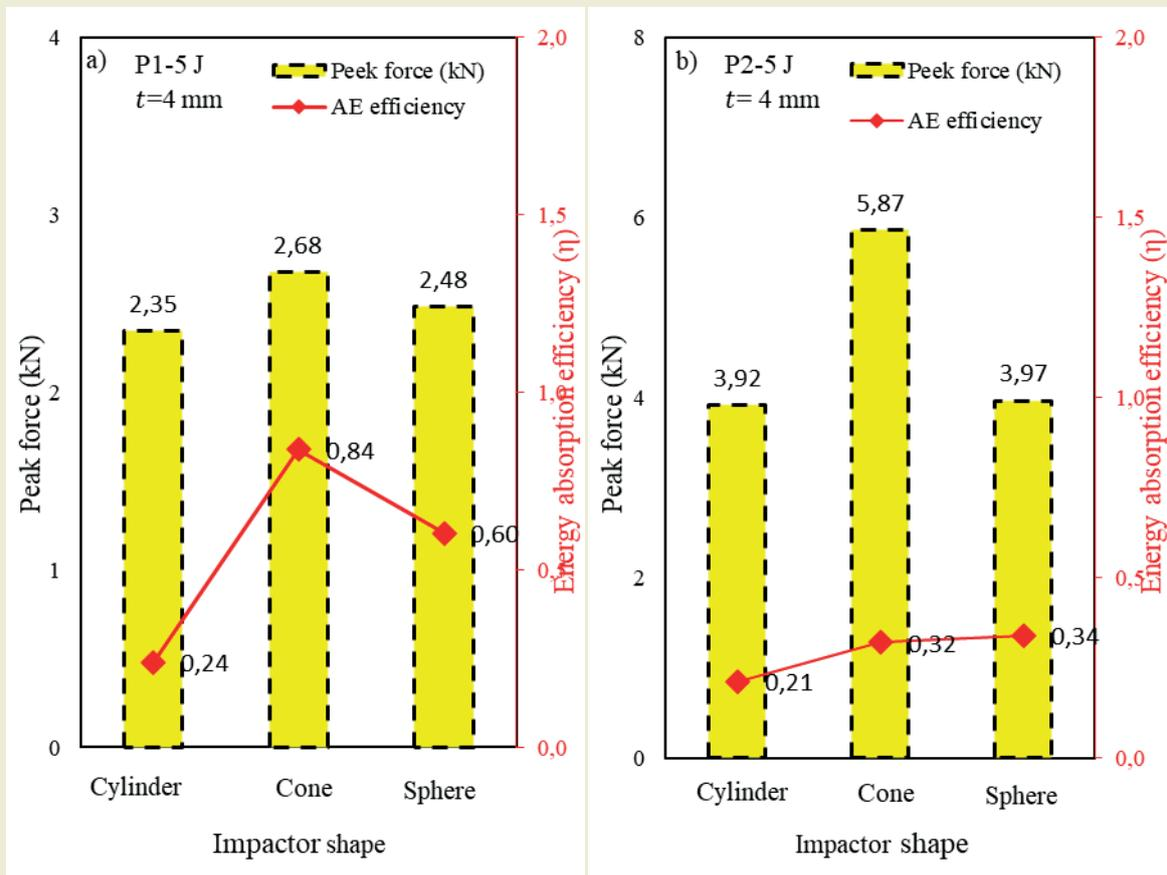 a) P1-5 J
t=4 mm
Peek force (kN)
AE efficiency
4
3
2
1
0
Peak force (kN)
2,0
1,5
1,0
0,5
0,0
Energy absorption efficiency (η)
2,35
2,68
2,48
0,24
0,84
0,60
Cylinder Cone Sphere
Impactor shape
b) P2-5 J
t= 4 mm
Peek force (kN)
AE efficiency
8
6
4
2
0
Peak force (kN)
2,0
1,5
1,0
0,5
0,0
Energy absorption efficiency (η)
3,92
5,87
3,97
0,21
0,32
0,34
Cylinder Cone Sphere
Impactor shape